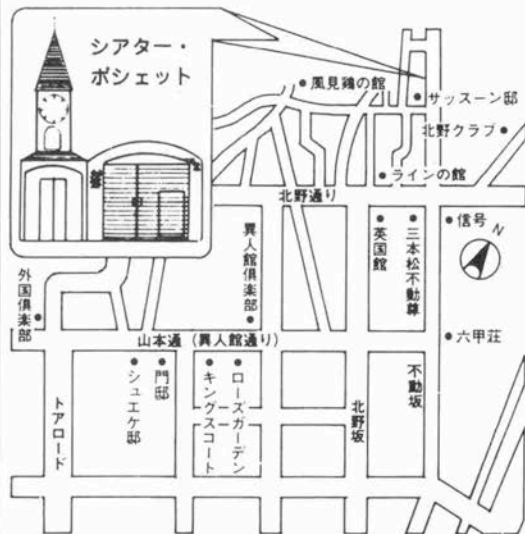 シアター・
ポシェット
風見鶏の館
サッスーン邸
北野クラブ
ラインの館
北野通り
信号
N
英国館
三本松不動尊
異人館倶楽部
外国倶楽部
六甲荘
山本通（異人館通り）
シュエケ邸
門邸
キングスコート
ローズガーデン
トアロード
北野坂
不動坂